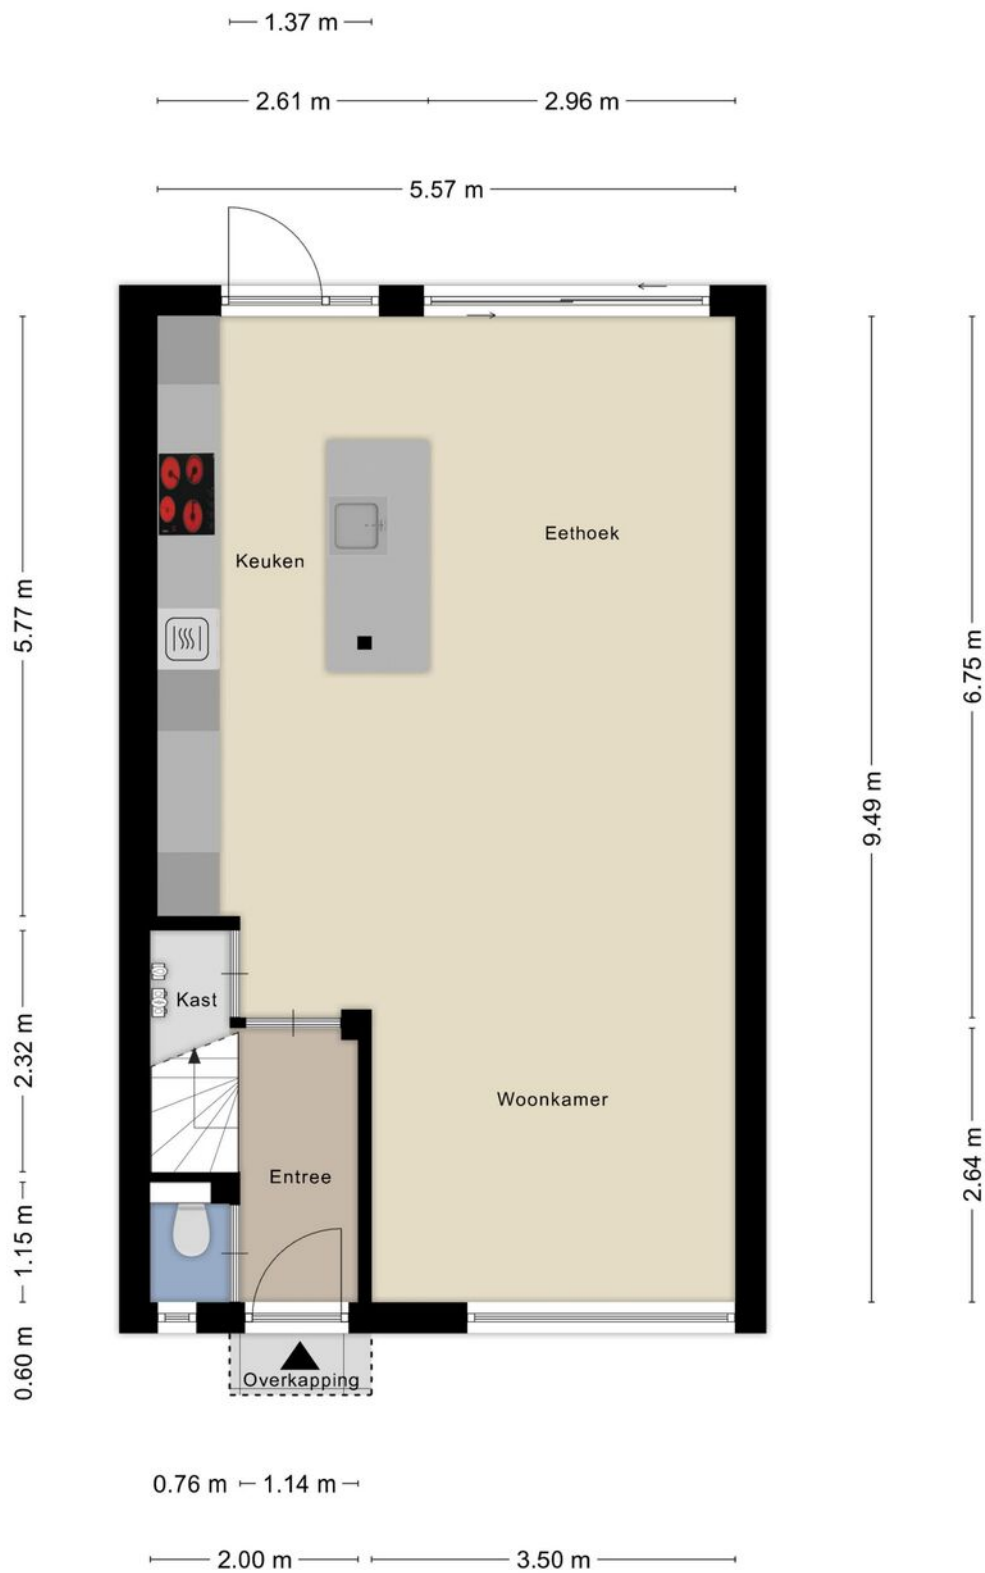 1.37 m
2.61 m
2.96 m
5.57 m
Eethoek
Keuken
5.77 m
6.75 m
9.49 m
Kast
2.32 m
Woonkamer
2.64 m
Entree
1.15 m
0.60 m
Overkapping
0.76 m
1.14 m
2.00 m
3.50 m